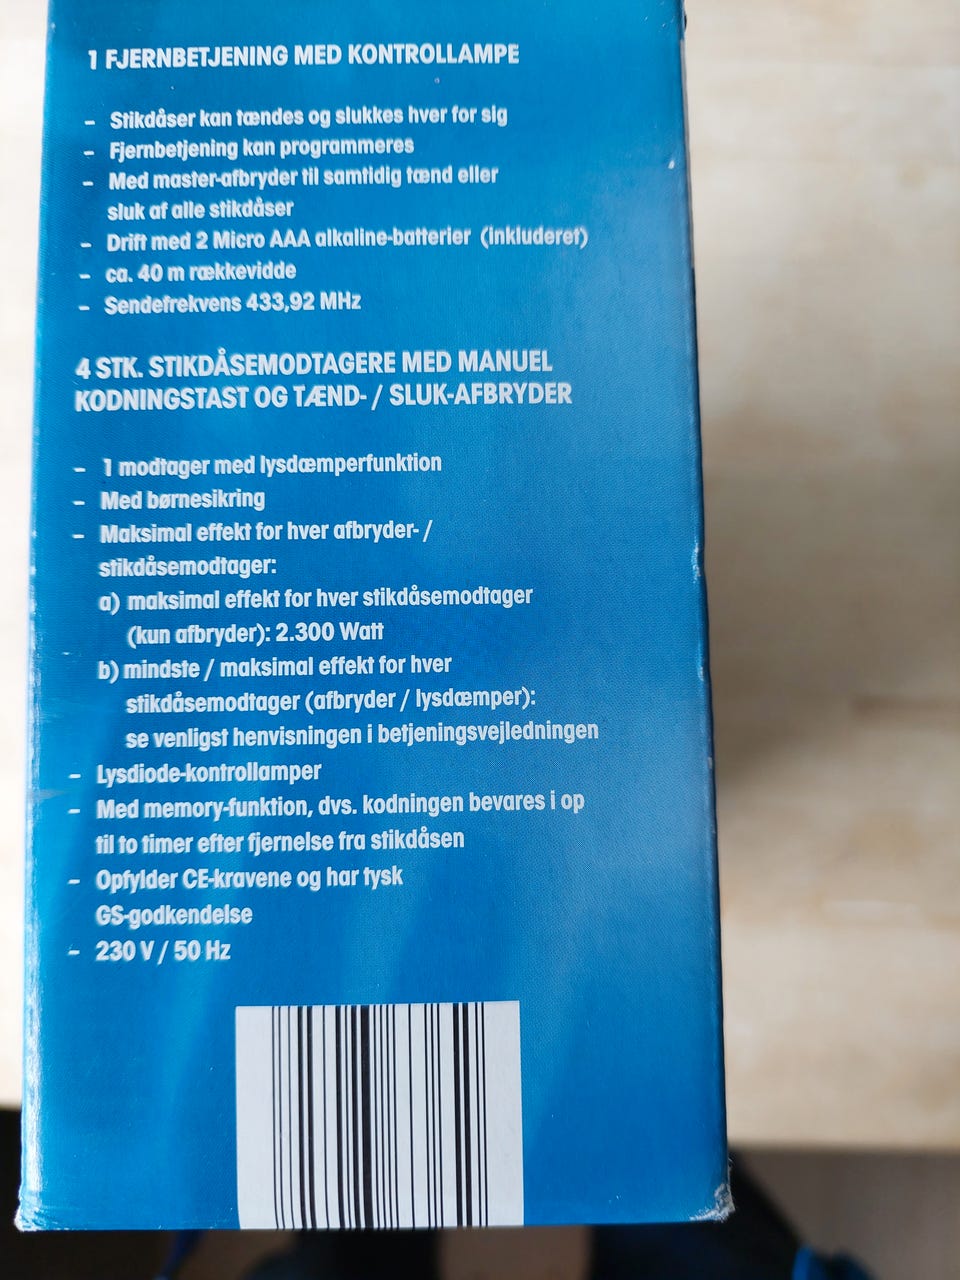 1 FJERNBETJENING MED KONTROLLAMPE
- Stikdåser kan tændes og slukkes hver for sig
- Fjernbetjening kan programmeres
- Med master-afbryder til samtidig tænd eller
sluk af alle stikdåser
- Drift med 2 Micro AAA alkaline-batterier (inkluderet)
- ca. 40 m rækkevidde
- Sendefrekvens 433,92 MHz
4 STK. STIKDÅSEMODTAGERE MED MANUEL
KODNINGSTAST OG TÆND- / SLUK-AFBRYDER
- 1 modtager med lysdæmperfunktion
- Med børnesikring
- Maksimal effekt for hver afbryder- /
stikdåsemodtager:
a) maksimal effekt for hver stikdåsemodtager
(kun afbryder): 2.300 Watt
b) mindste / maksimal effekt for hver
stikdåsemodtager (afbryder / lysdæmper):
se venligst henvisningen i betjeningsvejledningen
- Lysdiode-kontrollamper
- Med memory-funktion, dvs. kodningen bevares i op
til to timer efter fjernelse fra stikdåsen
- Opfylder CE-kravene og har tysk
GS-godkendelse
- 230 V / 50 Hz